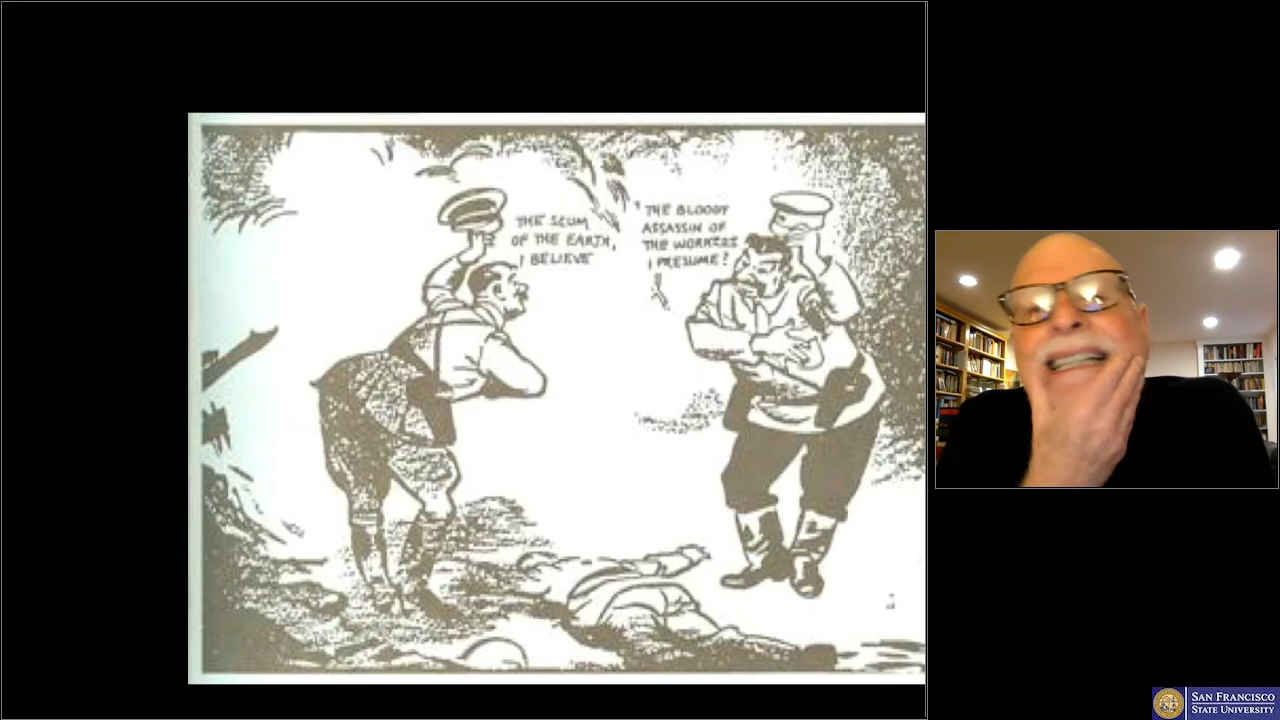 THE SCUM
OF THE EARTH,
I BELIEVE
"THE BLOODY
ASSASSIN OF
THE WORKERS
I PRESUME?
SAN FRANCISCO
STATE UNIVERSITY